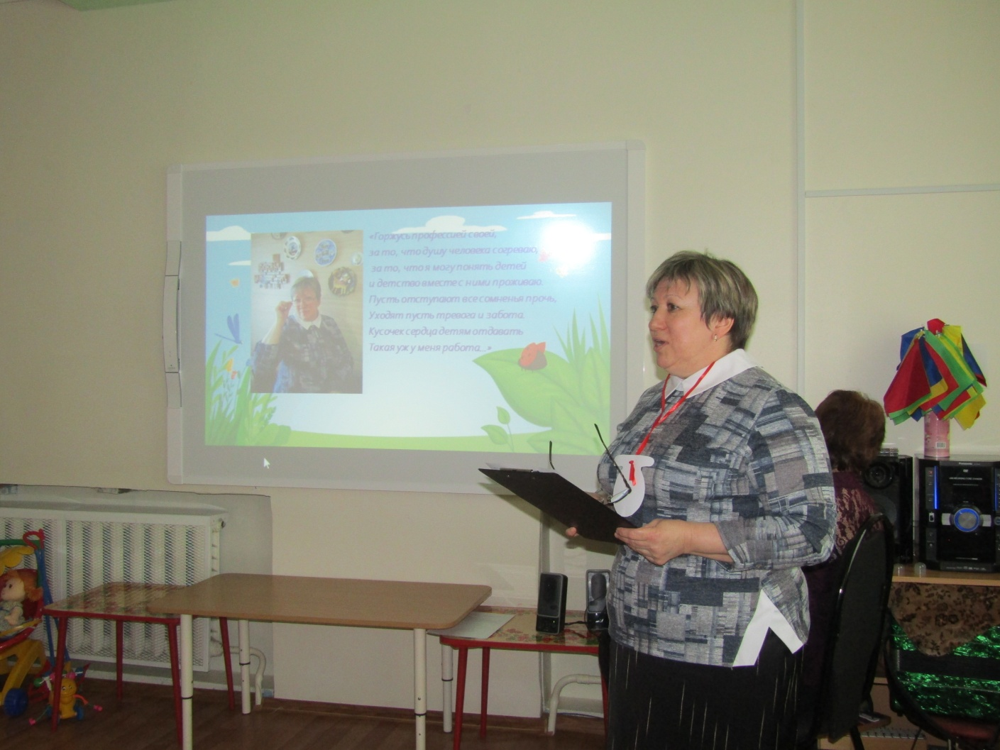 «Горжусь профессией своей,
за то, что душу человека согреваю,
за то, что я могу понять детей
и детство вместе с ними проживаю.
Пусть отступают все сомненья прочь,
Уходят пусть тревога и забота.
Кусочек сердца детям отдавать
Такая уж у меня работа...»
Panasonic